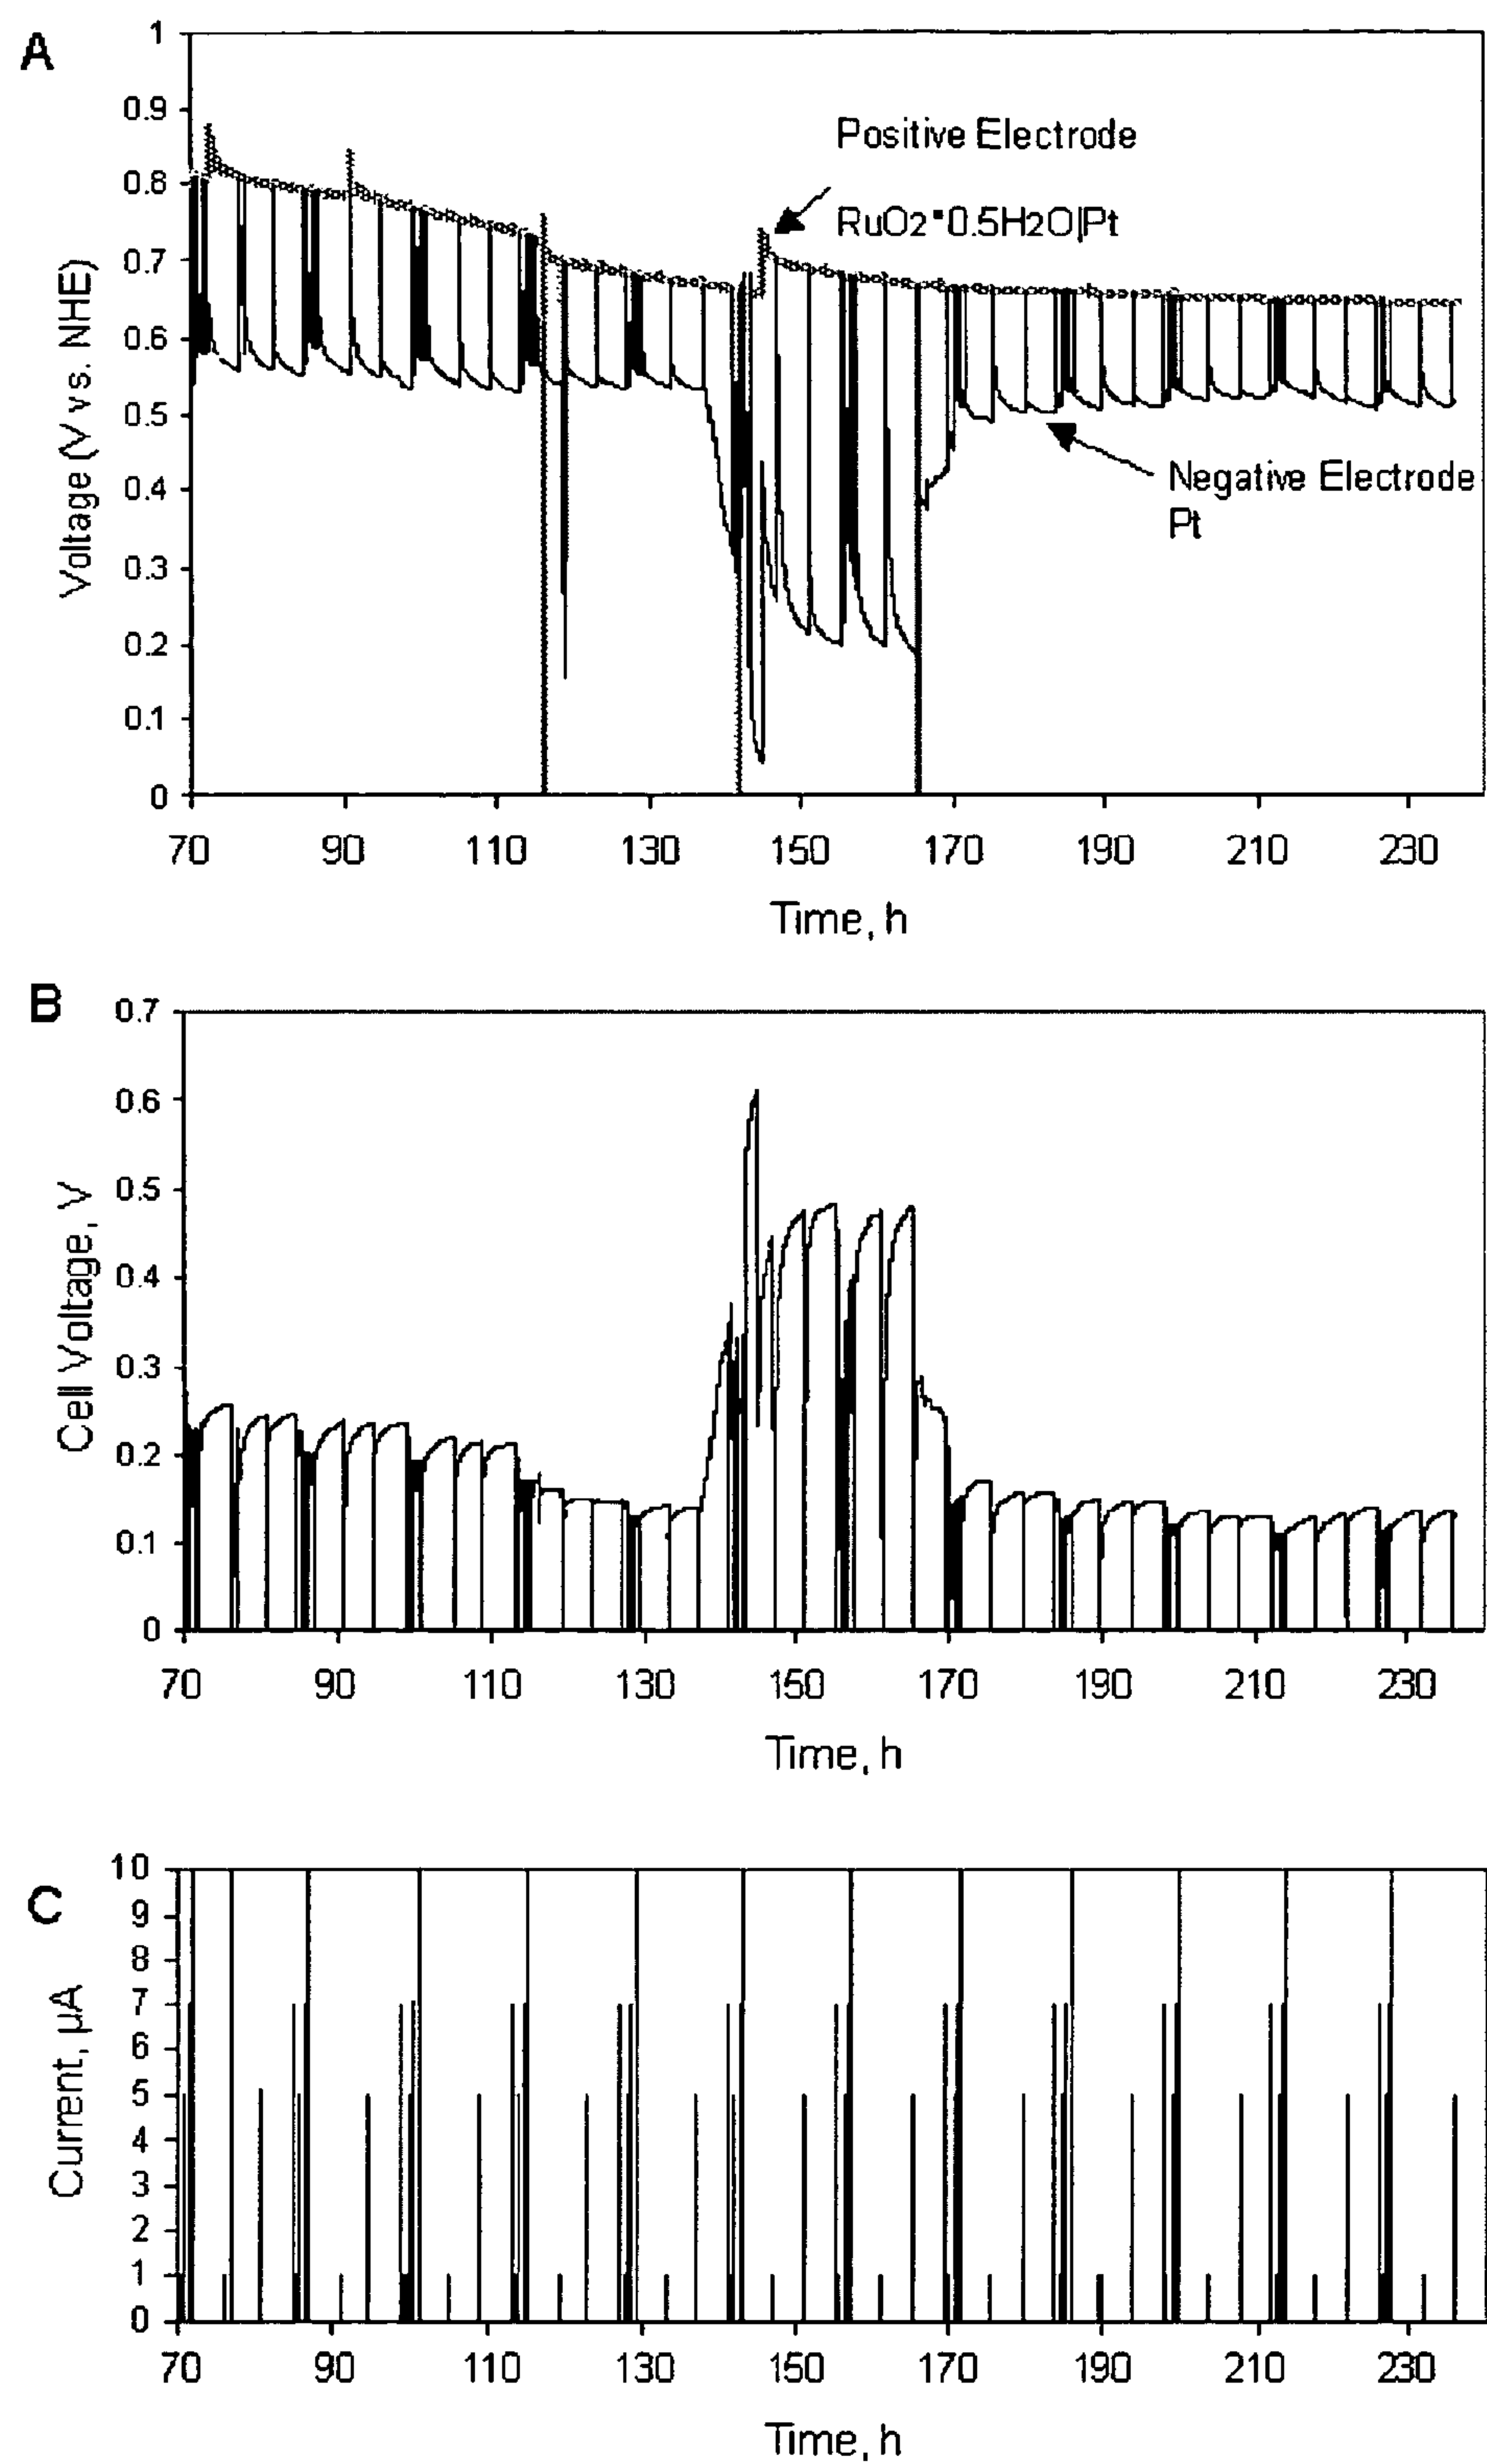 A
1
0.9
0.8
0.7
0.6
0.5
0.4
0.3
0.2
0.1
0
Voltage (V vs. NHE)
Positive Electrode
RuO2•0.5H2O|Pt
Negative Electrode
Pt
70 90 110 130 150 170 190 210 230
Time, h
B
0.7
0.6
0.5
0.4
0.3
0.2
0.1
0
Cell Voltage, V
70 90 110 130 150 170 190 210 230
Time, h
C
10
9
8
7
6
5
4
3
2
1
0
Current, µA
70 90 110 130 150 170 190 210 230
Time, h